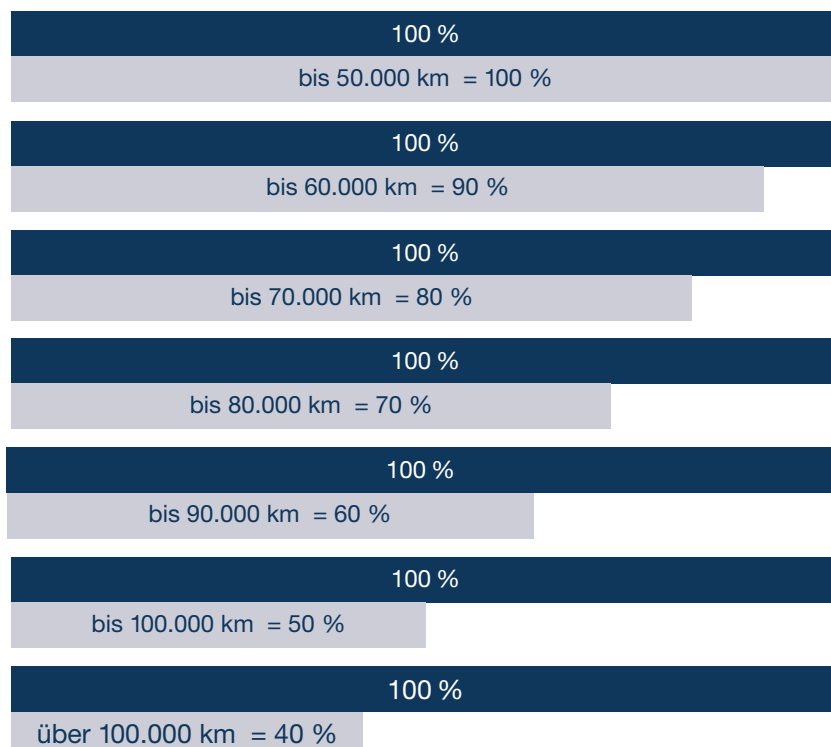 100 %
bis 50.000 km = 100 %
100 %
bis 60.000 km = 90 %
100 %
bis 70.000 km = 80 %
100 %
bis 80.000 km = 70 %
100 %
bis 90.000 km = 60 %
100 %
bis 100.000 km = 50 %
100 %
über 100.000 km = 40 %